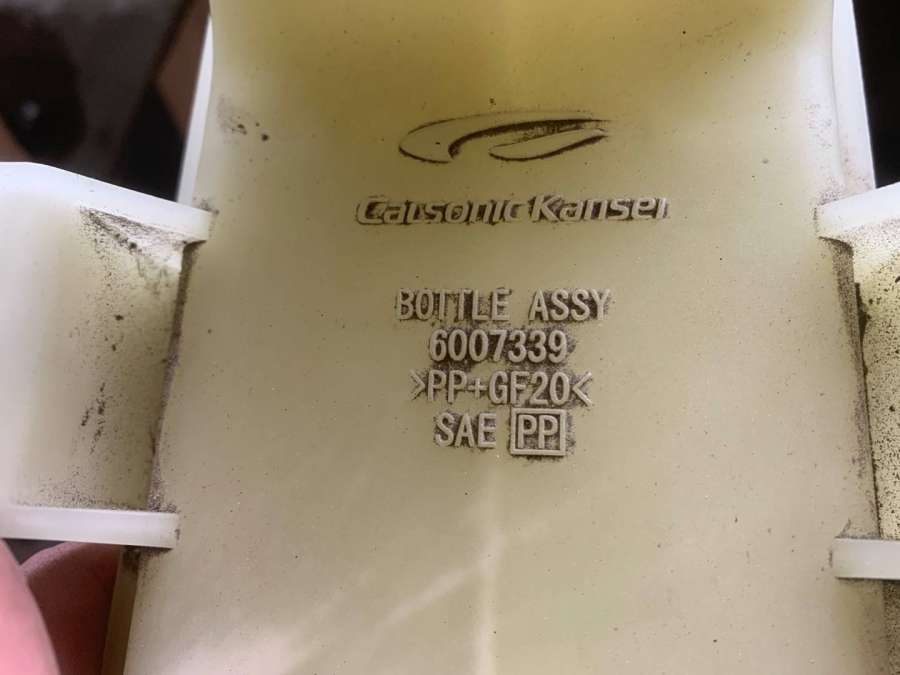 CalsonicKansei
BOTTLE ASSY
6007339
>PP+GF20<
SAE PP